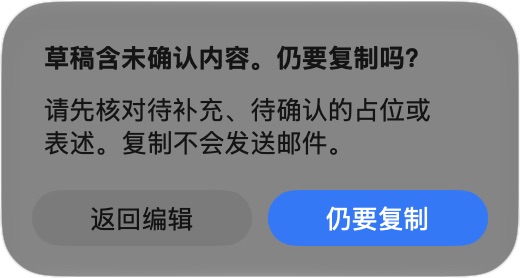 草稿含未确认内容。仍要复制吗？
请先核对待补充、待确认的占位或
表述。复制不会发送邮件。
返回编辑
仍要复制